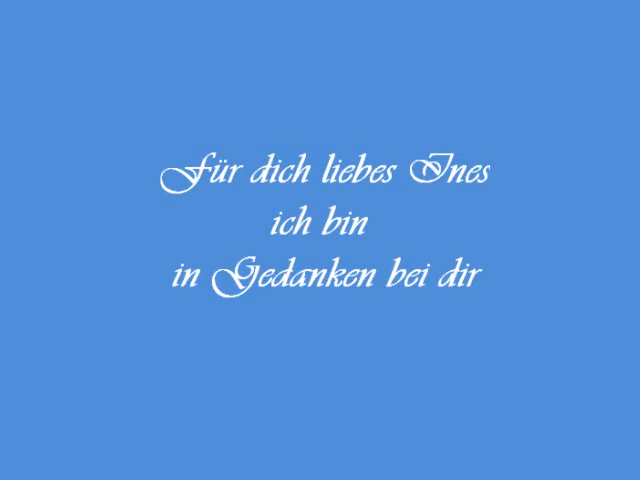 Für dich liebes Ines
ich bin
in Gedanken bei dir